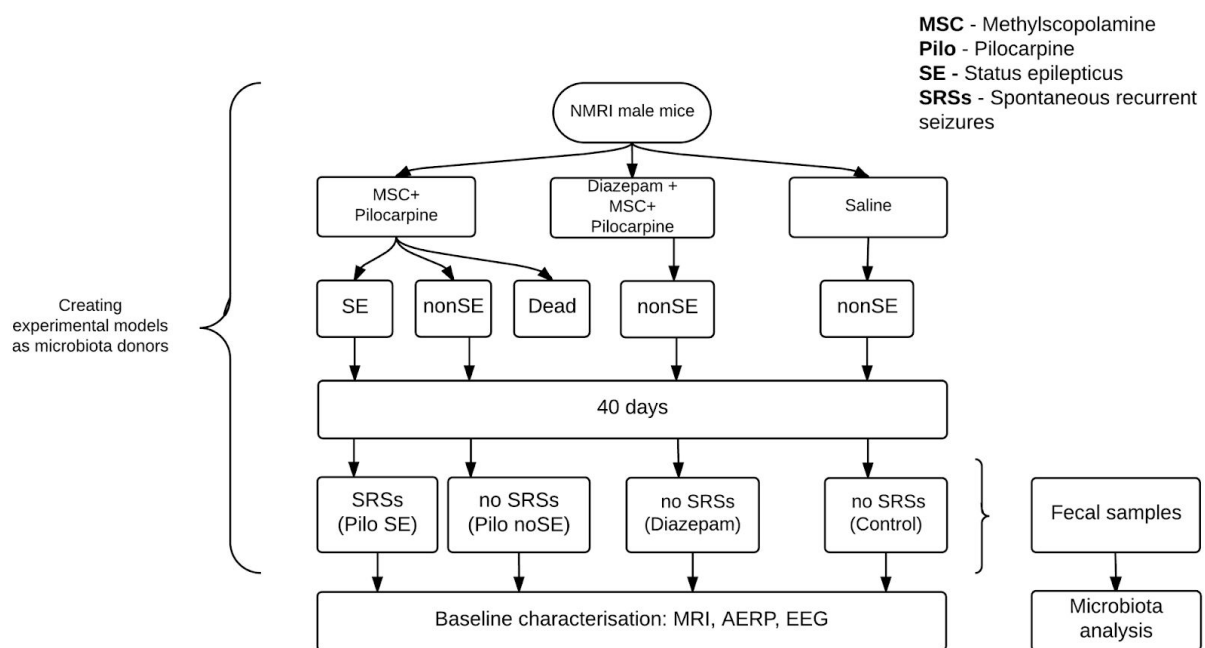 MSC - Methylscopolamine
Pilo - Pilocarpine
SE - Status epilepticus
SRSs - Spontaneous recurrent
seizures
NMRI male mice
MSC+
Pilocarpine
Diazepam +
MSC+
Pilocarpine
Saline
SE
nonSE
Dead
nonSE
nonSE
Creating
experimental models
as microbiota donors
40 days
SRSs
(Pilo SE)
no SRSs
(Pilo noSE)
no SRSs
(Diazepam)
no SRSs
(Control)
Fecal samples
Baseline characterisation: MRI, AERP, EEG
Microbiota
analysis